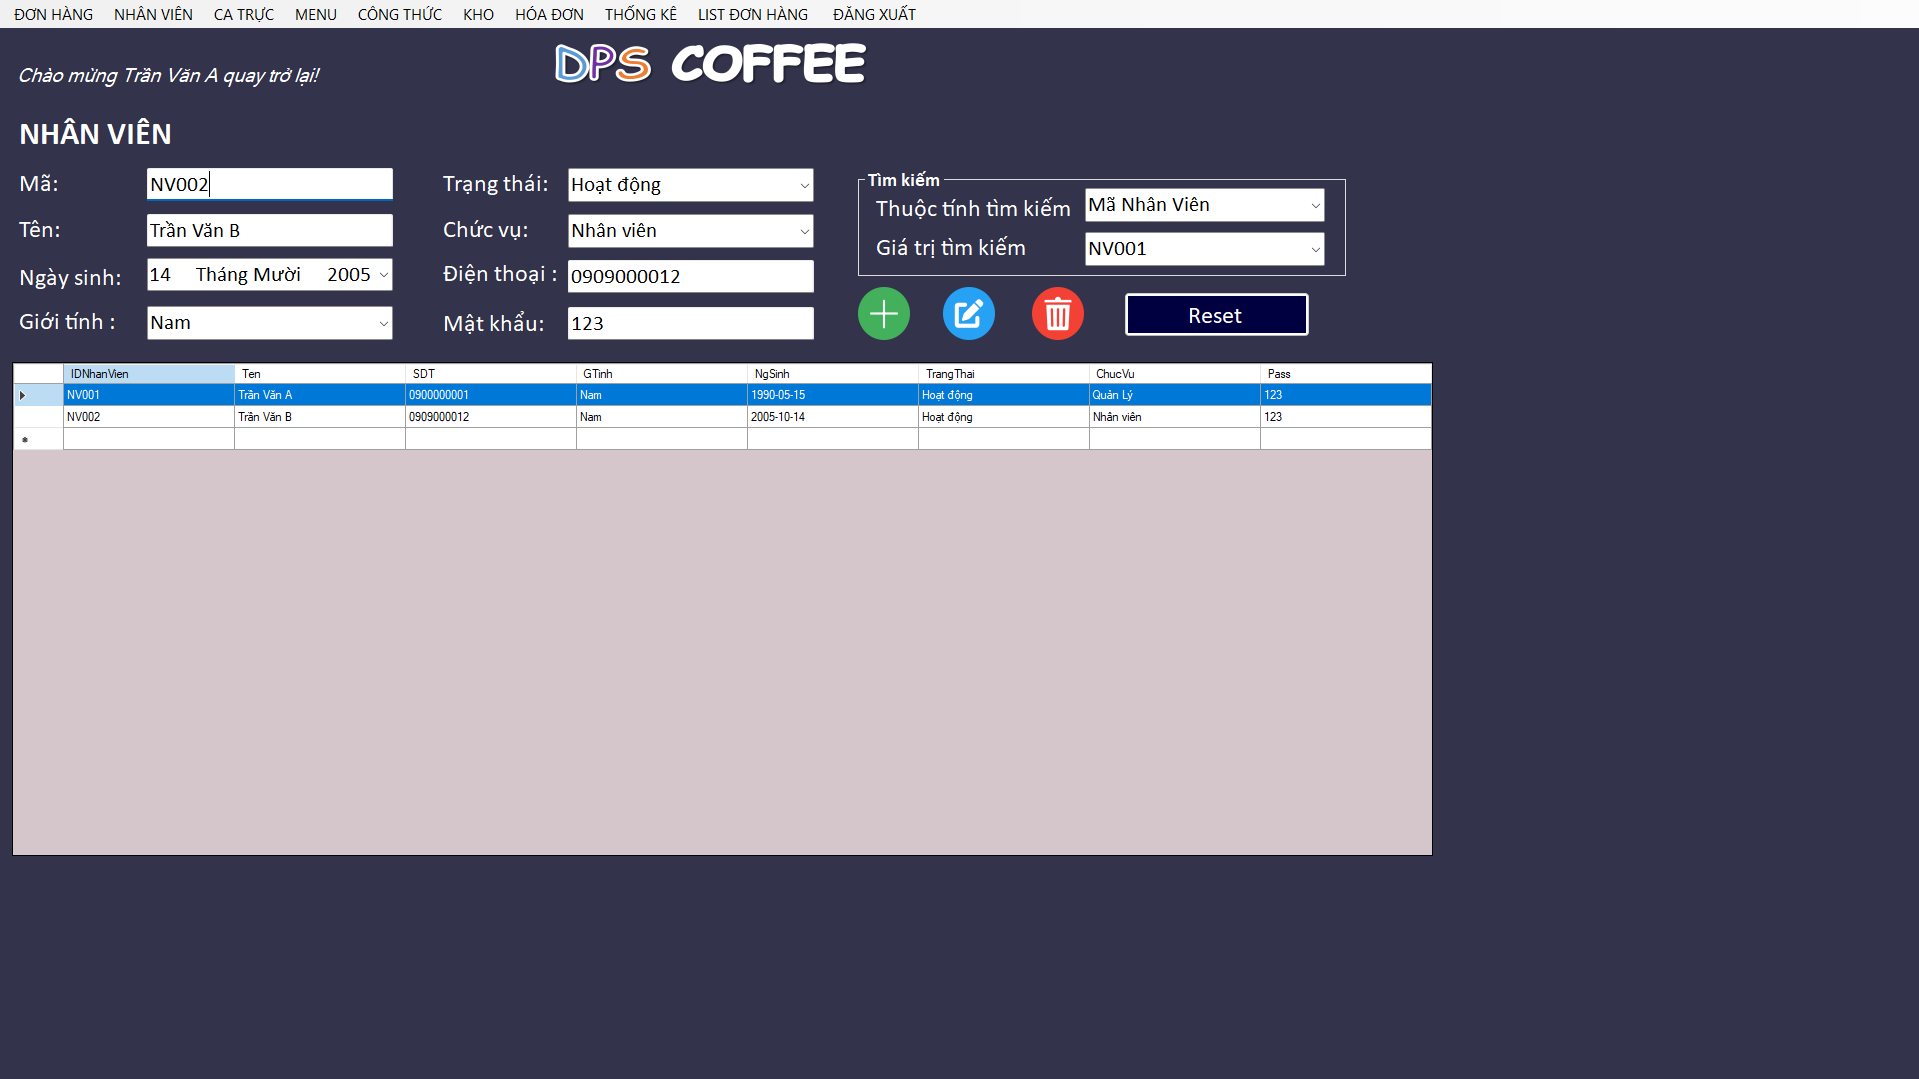 ĐƠN HÀNG NHÂN VIÊN CA TRỰC MENU CÔNG THỨC KHO HÓA ĐƠN THỐNG KÊ LIST ĐƠN HÀNG ĐĂNG XUẤT
DPS COFFEE
Chào mừng Trần Văn A quay trở lại!
NHÂN VIÊN
Mã: NV002
Tên: Trần Văn B
Ngày sinh: 14 Tháng Mười 2005
Giới tính : Nam
Trạng thái: Hoạt động
Chức vụ: Nhân viên
Điện thoại : 0909000012
Mật khẩu: 123
Tìm kiếm
Thuộc tính tìm kiếm Mã Nhân Viên
Giá trị tìm kiếm NV001
Reset
IDNhanVien Ten SDT GTinh NgSinh TrangThai ChucVu Pass
NV001 Trần Văn A 0900000001 Nam 1990-05-15 Hoạt động Quản Lý 123
NV002 Trần Văn B 0909000012 Nam 2005-10-14 Hoạt động Nhân viên 123